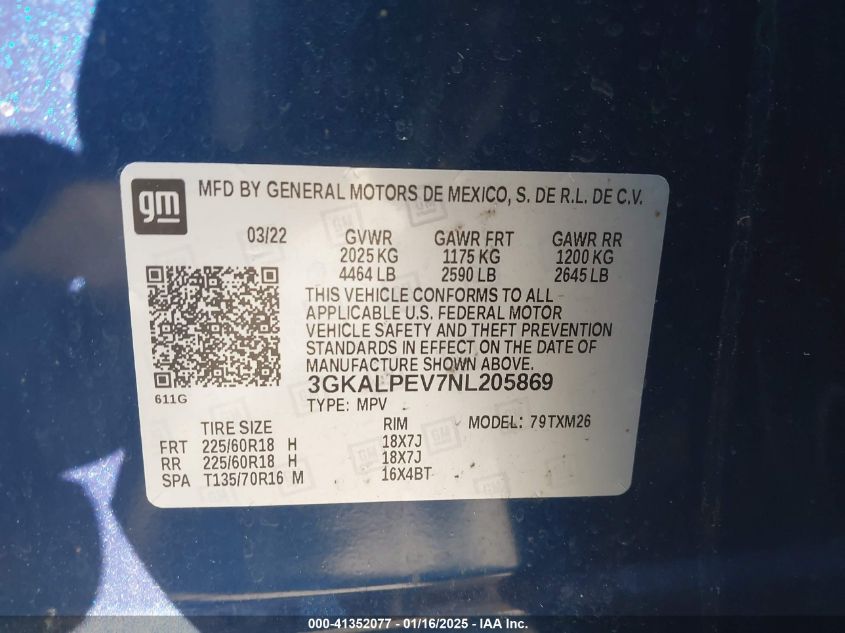 gm
MFD BY GENERAL MOTORS DE MEXICO, S. DE R.L. DE C.V.
03/22 GVWR GAWR FRT GAWR RR
2025 KG 1175 KG 1200 KG
4464 LB 2590 LB 2645 LB
THIS VEHICLE CONFORMS TO ALL
APPLICABLE U.S. FEDERAL MOTOR
VEHICLE SAFETY AND THEFT PREVENTION
STANDARDS IN EFFECT ON THE DATE OF
MANUFACTURE SHOWN ABOVE.
3GKALPEV7NL205869
611G
TYPE: MPV
TIRE SIZE RIM MODEL: 79TXM26
FRT 225/60R18 H 18X7J
RR 225/60R18 H 18X7J
SPA T135/70R16 M 16X4BT
000-41352077 - 01/16/2025 - IAA Inc.